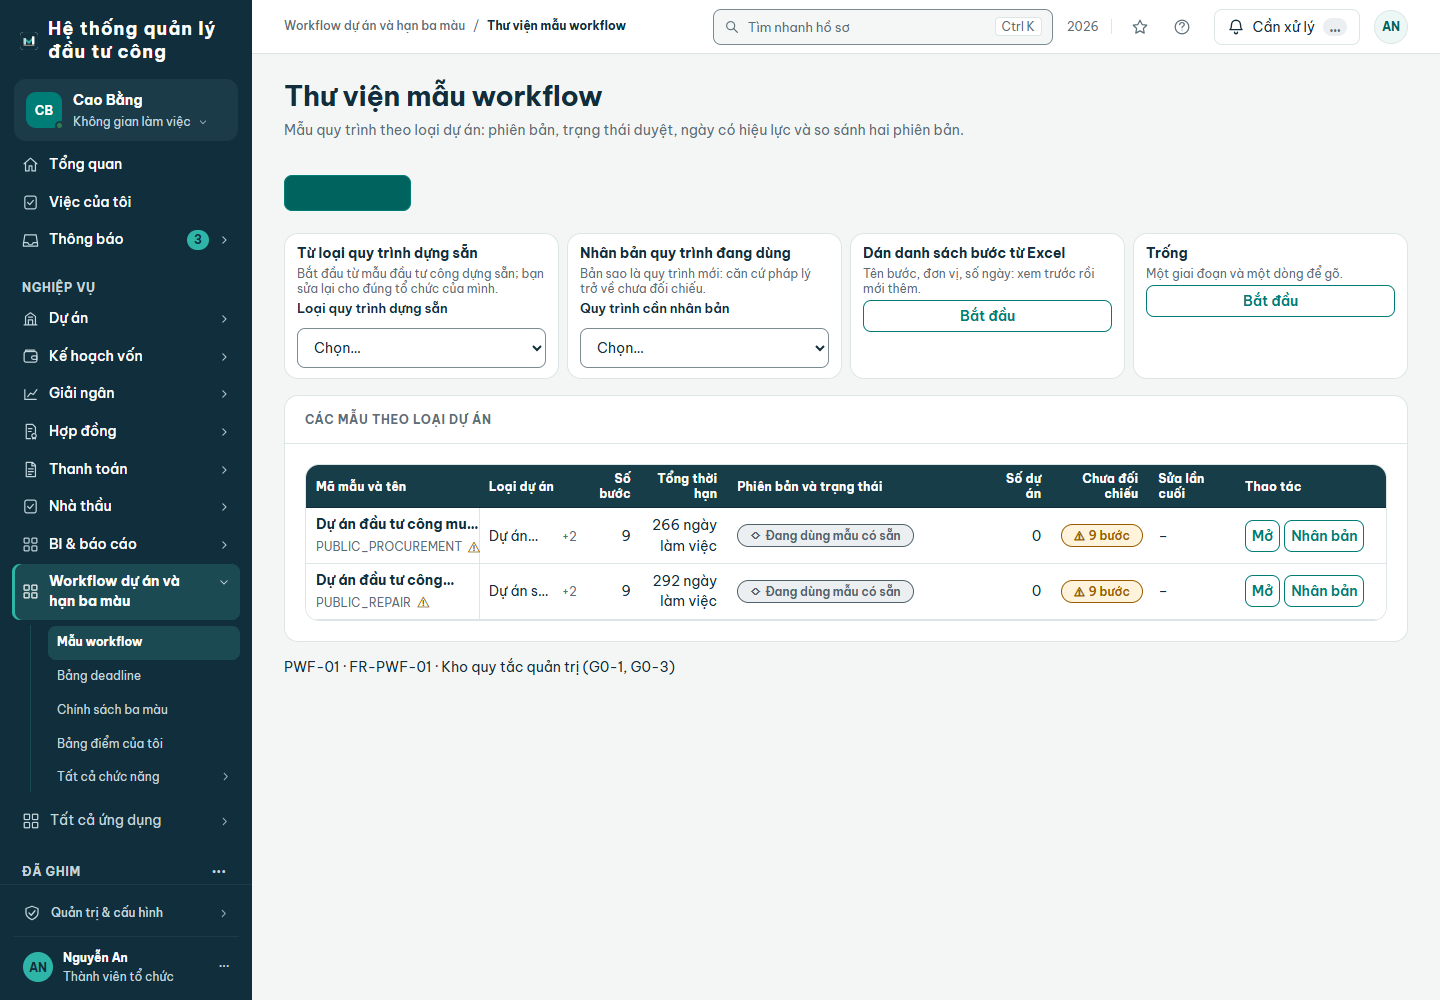 Hệ thống quản lý
đầu tư công
CB
Cao Bằng
Không gian làm việc
Tổng quan
Việc của tôi
Thông báo
3
NGHIỆP VỤ
Dự án
Kế hoạch vốn
Giải ngân
Hợp đồng
Thanh toán
Nhà thầu
BI & báo cáo
Workflow dự án và
hạn ba màu
Mẫu workflow
Bảng deadline
Chính sách ba màu
Bảng điểm của tôi
Tất cả chức năng
Tất cả ứng dụng
ĐÃ GHIM
Quản trị & cấu hình
AN
Nguyễn An
Thành viên tổ chức
Workflow dự án và hạn ba màu / Thư viện mẫu workflow
Tìm nhanh hồ sơ
Ctrl K
2026
Cần xử lý
...
AN
Thư viện mẫu workflow
Mẫu quy trình theo loại dự án: phiên bản, trạng thái duyệt, ngày có hiệu lực và so sánh hai phiên bản.
Từ loại quy trình dựng sẵn
Bắt đầu từ mẫu đầu tư công dựng sẵn; bạn
sửa lại cho đúng tổ chức của mình.
Loại quy trình dựng sẵn
Chọn...
Nhân bản quy trình đang dùng
Bản sao là quy trình mới: căn cứ pháp lý
trở về chưa đối chiếu.
Quy trình cần nhân bản
Chọn...
Dán danh sách bước từ Excel
Tên bước, đơn vị, số ngày: xem trước rồi
mới thêm.
Bắt đầu
Trống
Một giai đoạn và một dòng để gõ.
Bắt đầu
CÁC MẪU THEO LOẠI DỰ ÁN
Mã mẫu và tên
Loại dự án
Số
bước
Tổng thời
hạn
Phiên bản và trạng thái
Số dự
án
Chưa đối
chiếu
Sửa lần
cuối
Thao tác
Dự án đầu tư công mu...
PUBLIC_PROCUREMENT
Dự án...
+2
9
266 ngày
làm việc
Đang dùng mẫu có sẵn
0
9 bước
–
Mở
Nhân bản
Dự án đầu tư công...
PUBLIC_REPAIR
Dự án s...
+2
9
292 ngày
làm việc
Đang dùng mẫu có sẵn
0
9 bước
–
Mở
Nhân bản
PWF-01 · FR-PWF-01 · Kho quy tắc quản trị (G0-1, G0-3)